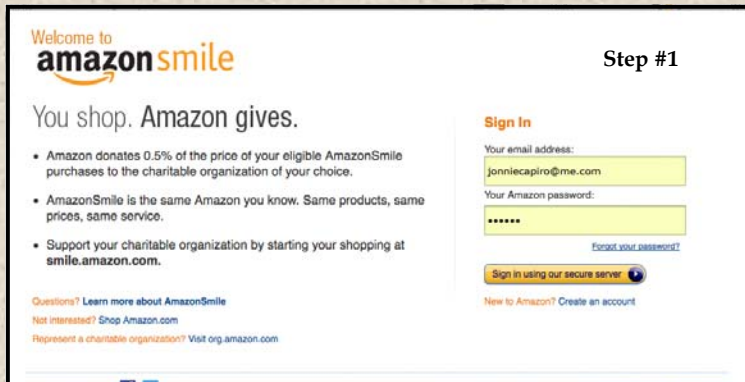 Welcome to
amazonsmile
Step #1
You shop. Amazon gives.
• Amazon donates 0.5% of the price of your eligible AmazonSmile
purchases to the charitable organization of your choice.
• AmazonSmile is the same Amazon you know. Same products, same
prices, same service.
• Support your charitable organization by starting your shopping at
smile.amazon.com.
Questions? Learn more about AmazonSmile
Not interested? Shop Amazon.com
Represent a charitable organization? Visit org.amazon.com
Sign In
Your email address:
jonniecapiro@me.com
Your Amazon password:
••••••
Forgot your password?
Sign in using our secure server
New to Amazon? Create an account